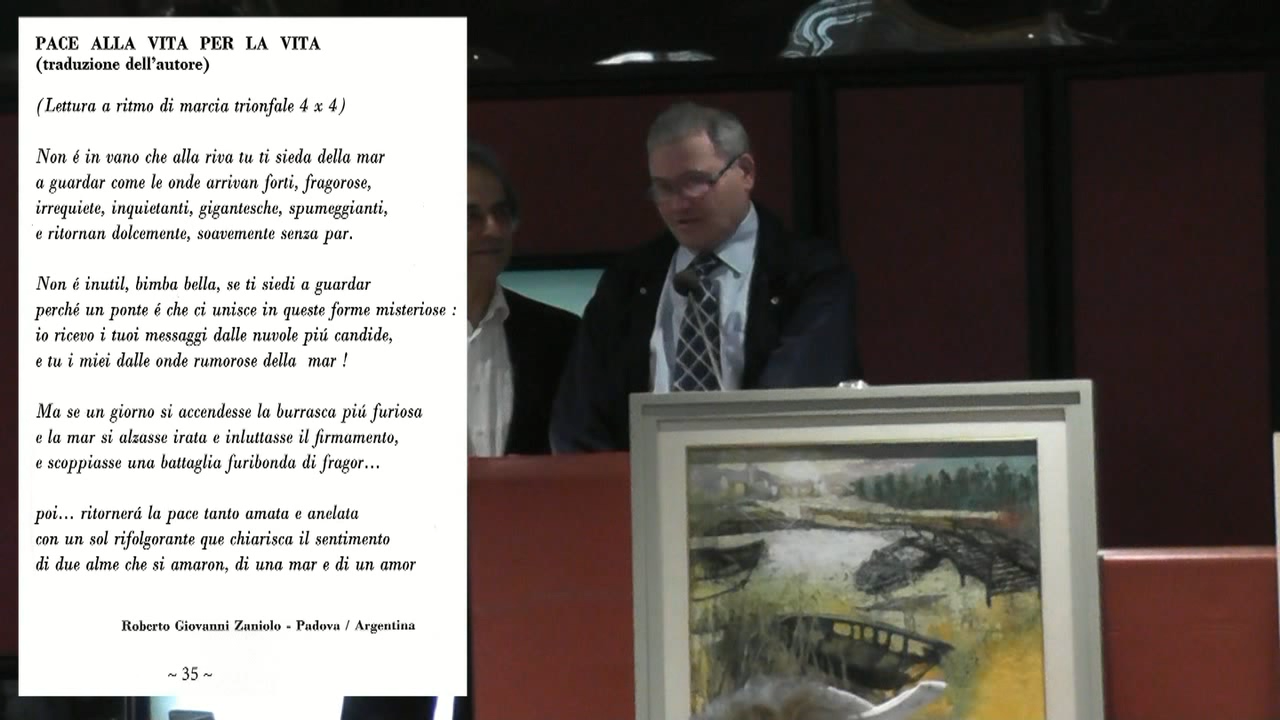 PACE ALLA VITA PER LA VITA
(traduzione dell'autore)
(Lettura a ritmo di marcia trionfale 4 x 4)
Non é in vano che alla riva tu ti sieda della mar
a guardar come le onde arrivan forti, fragorose,
irrequiete, inquietanti, gigantesche, spumeggianti,
e ritornan dolcemente, soavemente senza par.
Non é inutil, bimba bella, se ti siedi a guardar
perché un ponte é che ci unisce in queste forme misteriose :
io ricevo i tuoi messaggi dalle nuvole piú candide,
e tu i miei dalle onde rumorose della mar !
Ma se un giorno si accendesse la burrasca piú furiosa
e la mar si alzasse irata e inluttasse il firmamento,
e scoppiasse una battaglia furibonda di fragor...
poi... ritornerá la pace tanto amata e anelata
con un sol rifolgorante que chiarisca il sentimento
di due alme che si amaron, di una mar e di un amor
Roberto Giovanni Zaniolo - Padova / Argentina
~ 35 ~